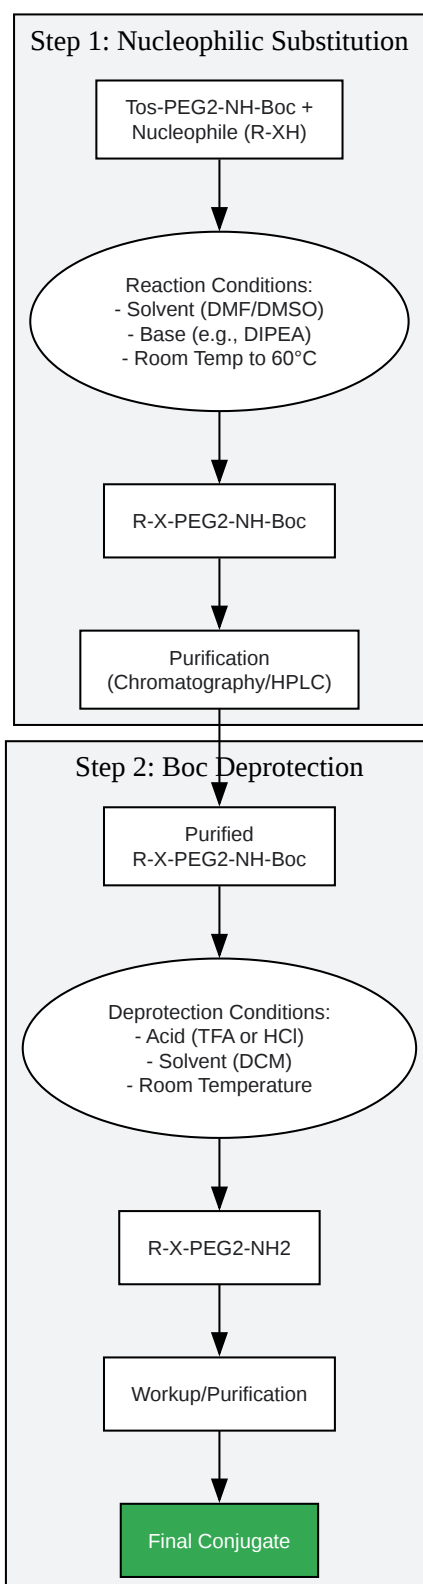 Step 1: Nucleophilic Substitution
Tos-PEG2-NH-Boc +
Nucleophile (R-XH)
Reaction Conditions:
- Solvent (DMF/DMSO)
- Base (e.g., DIPEA)
- Room Temp to 60°C
R-X-PEG2-NH-Boc
Purification
(Chromatography/HPLC)
Step 2: Boc Deprotection
Purified
R-X-PEG2-NH-Boc
Deprotection Conditions:
- Acid (TFA or HCl)
- Solvent (DCM)
- Room Temperature
R-X-PEG2-NH2
Workup/Purification
Final Conjugate